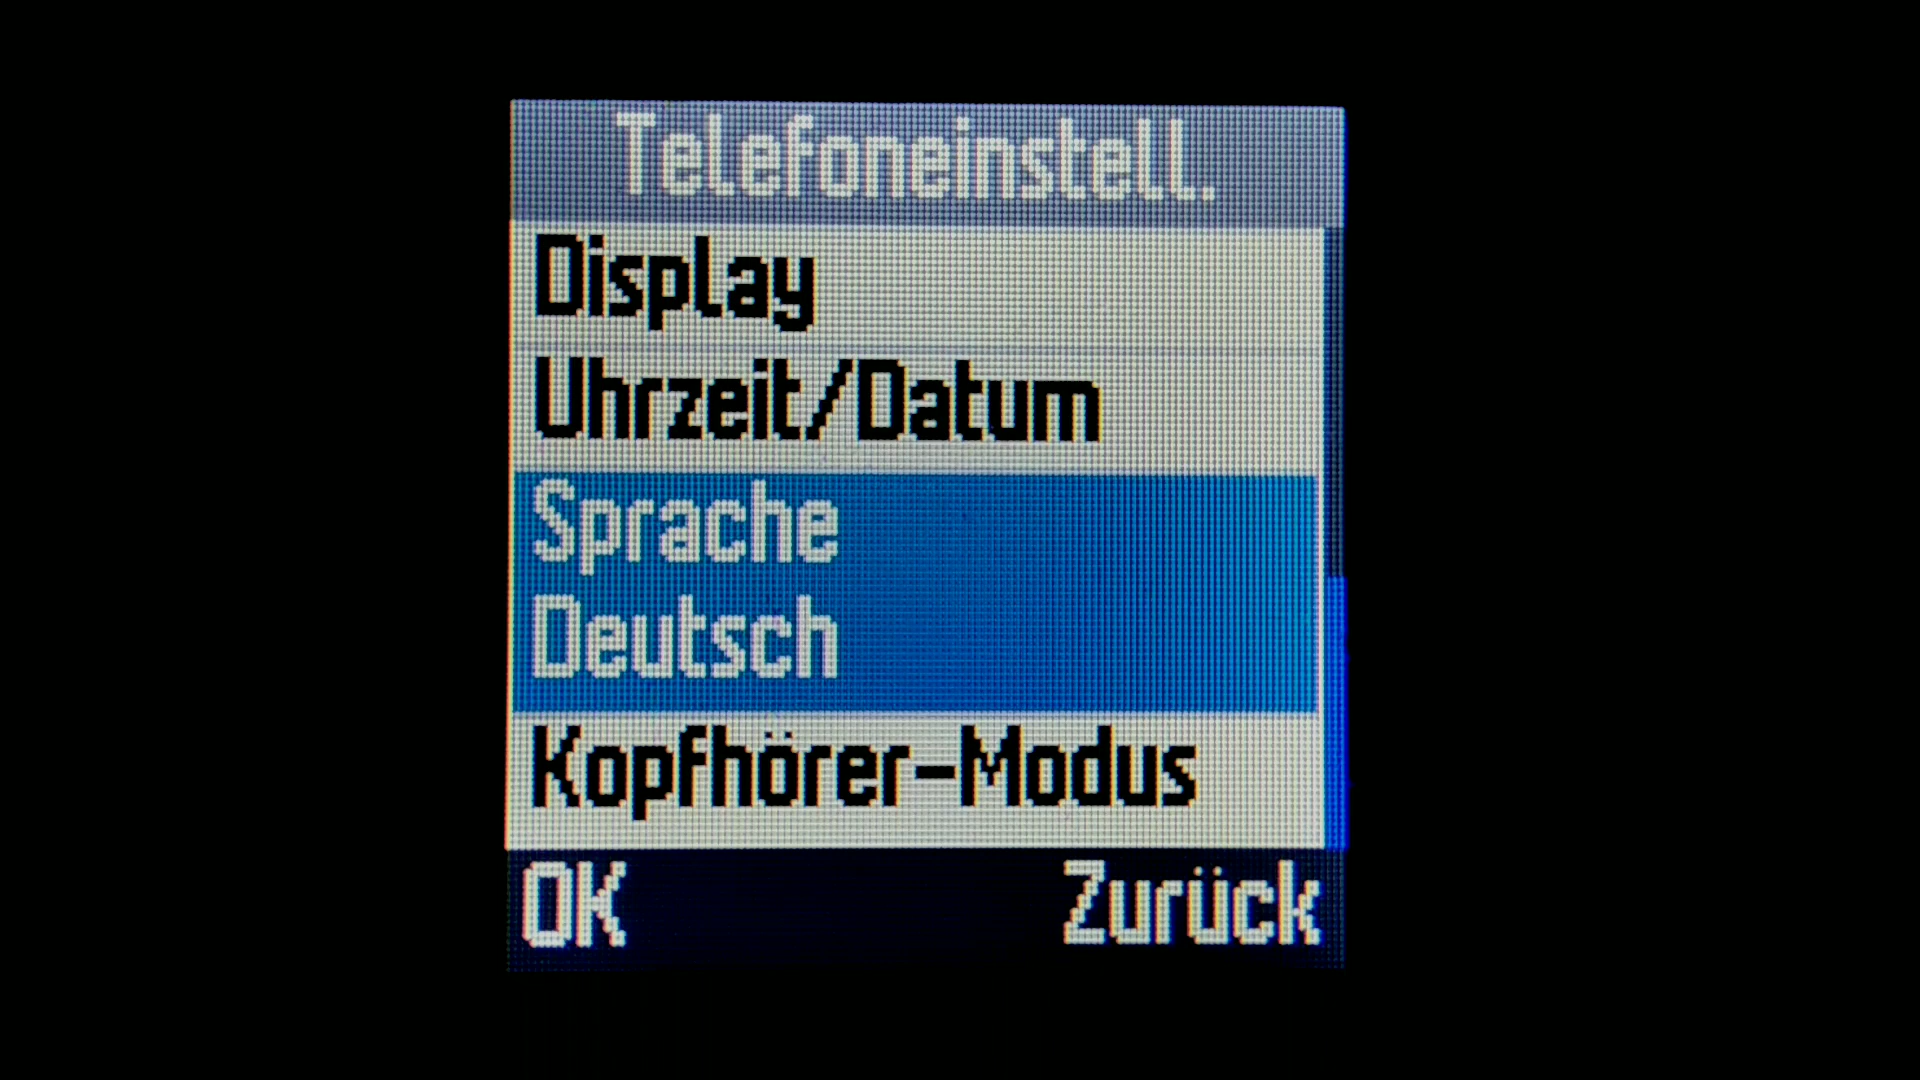 Telefoneinstell.
Display
Uhrzeit/Datum
Sprache
Deutsch
Kopfhörer-Modus
OK Zurück